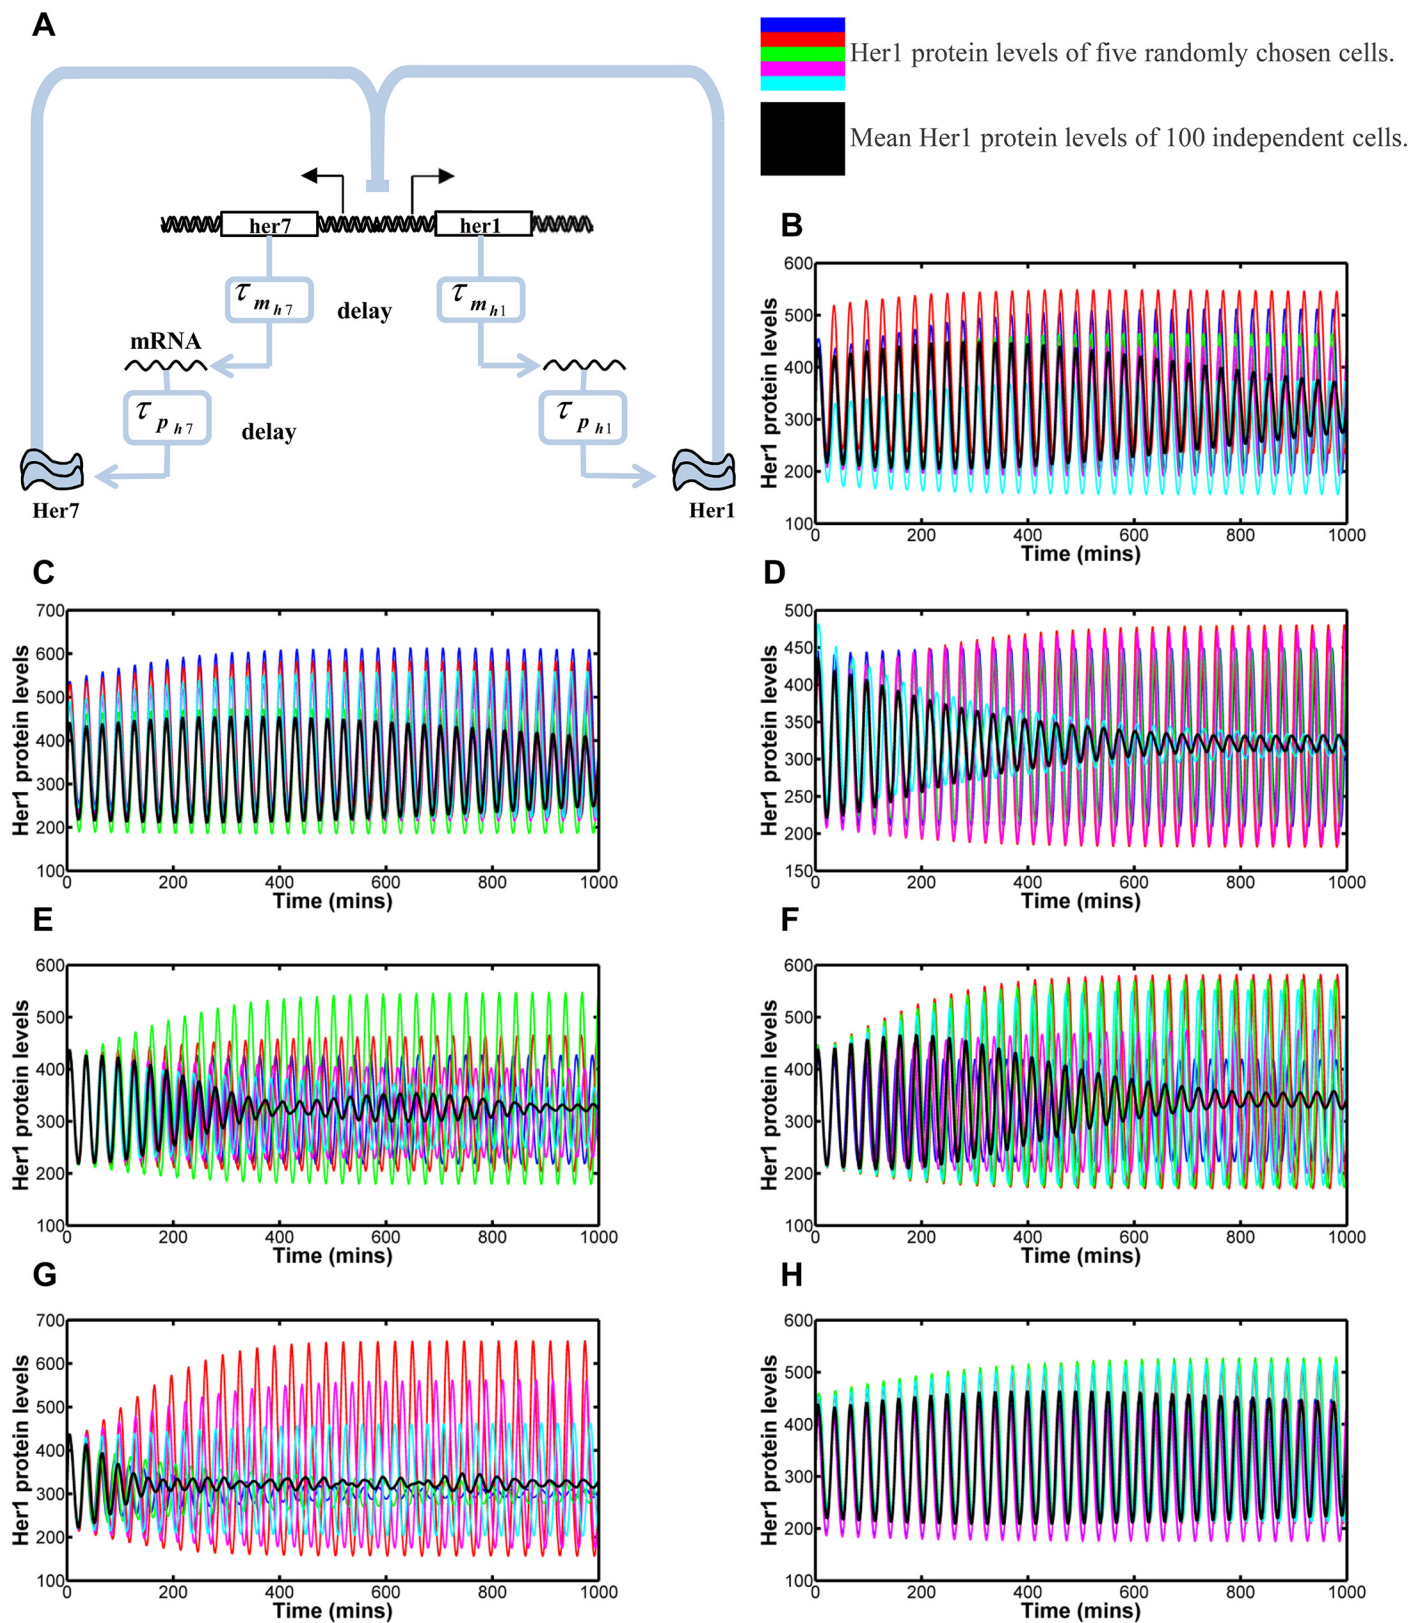 A
Her1 protein levels of five randomly chosen cells.
Mean Her1 protein levels of 100 independent cells.
her7
her1
τ m h7
delay
τ m h1
mRNA
τ p h7
delay
τ p h1
Her7
Her1
B
600
500
400
300
200
100
0
200
400
600
800
1000
Her1 protein levels
Time (mins)
C
700
600
500
400
300
200
100
0
200
400
600
800
1000
Her1 protein levels
Time (mins)
D
500
450
400
350
300
250
200
150
0
200
400
600
800
1000
Her1 protein levels
Time (mins)
E
600
500
400
300
200
100
0
200
400
600
800
1000
Her1 protein levels
Time (mins)
F
600
500
400
300
200
100
0
200
400
600
800
1000
Her1 protein levels
Time (mins)
G
700
600
500
400
300
200
100
0
200
400
600
800
1000
Her1 protein levels
Time (mins)
H
600
500
400
300
200
100
0
200
400
600
800
1000
Her1 protein levels
Time (mins)